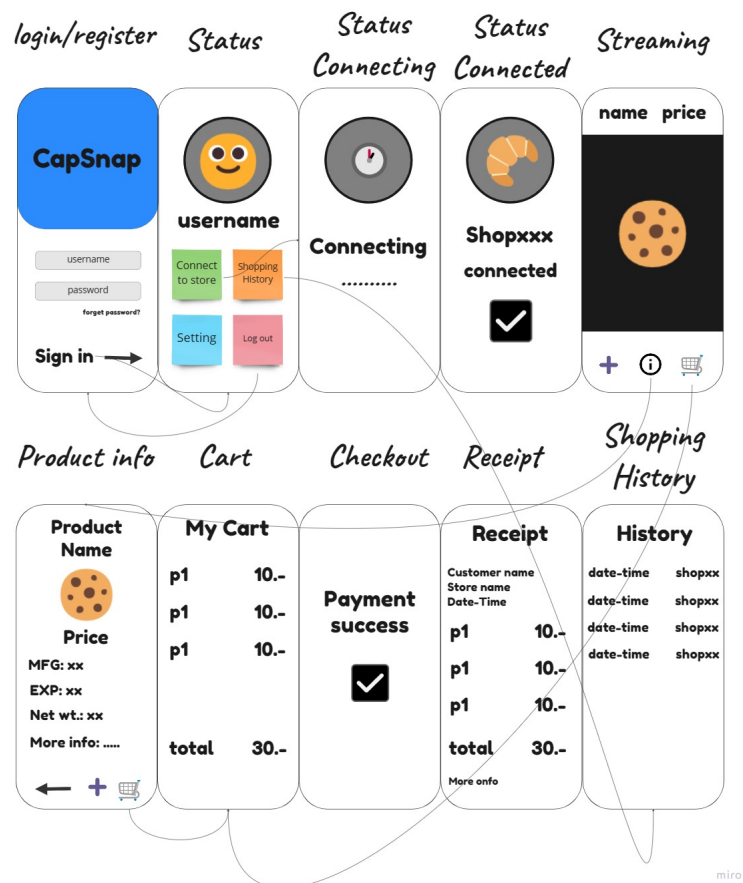 login/register
Status
Status
Connecting
Status
Connected
Streaming
CapSnap
username
password
forget password?
Sign in
username
Connect
to store
Shopping
History
Setting
Log out
Connecting
..........
Shopxxx
connected
name price
Product info
Cart
Checkout
Receipt
Shopping
History
Product
Name
Price
MFG: xx
EXP: xx
Net wt.: xx
More info: .....
My Cart
p1 10.-
p1 10.-
p1 10.-
total 30.-
Payment
success
Receipt
Customer name
Store name
Date-Time
p1 10.-
p1 10.-
p1 10.-
total 30.-
More onfo
History
date-time shopxx
date-time shopxx
date-time shopxx
date-time shopxx
miro